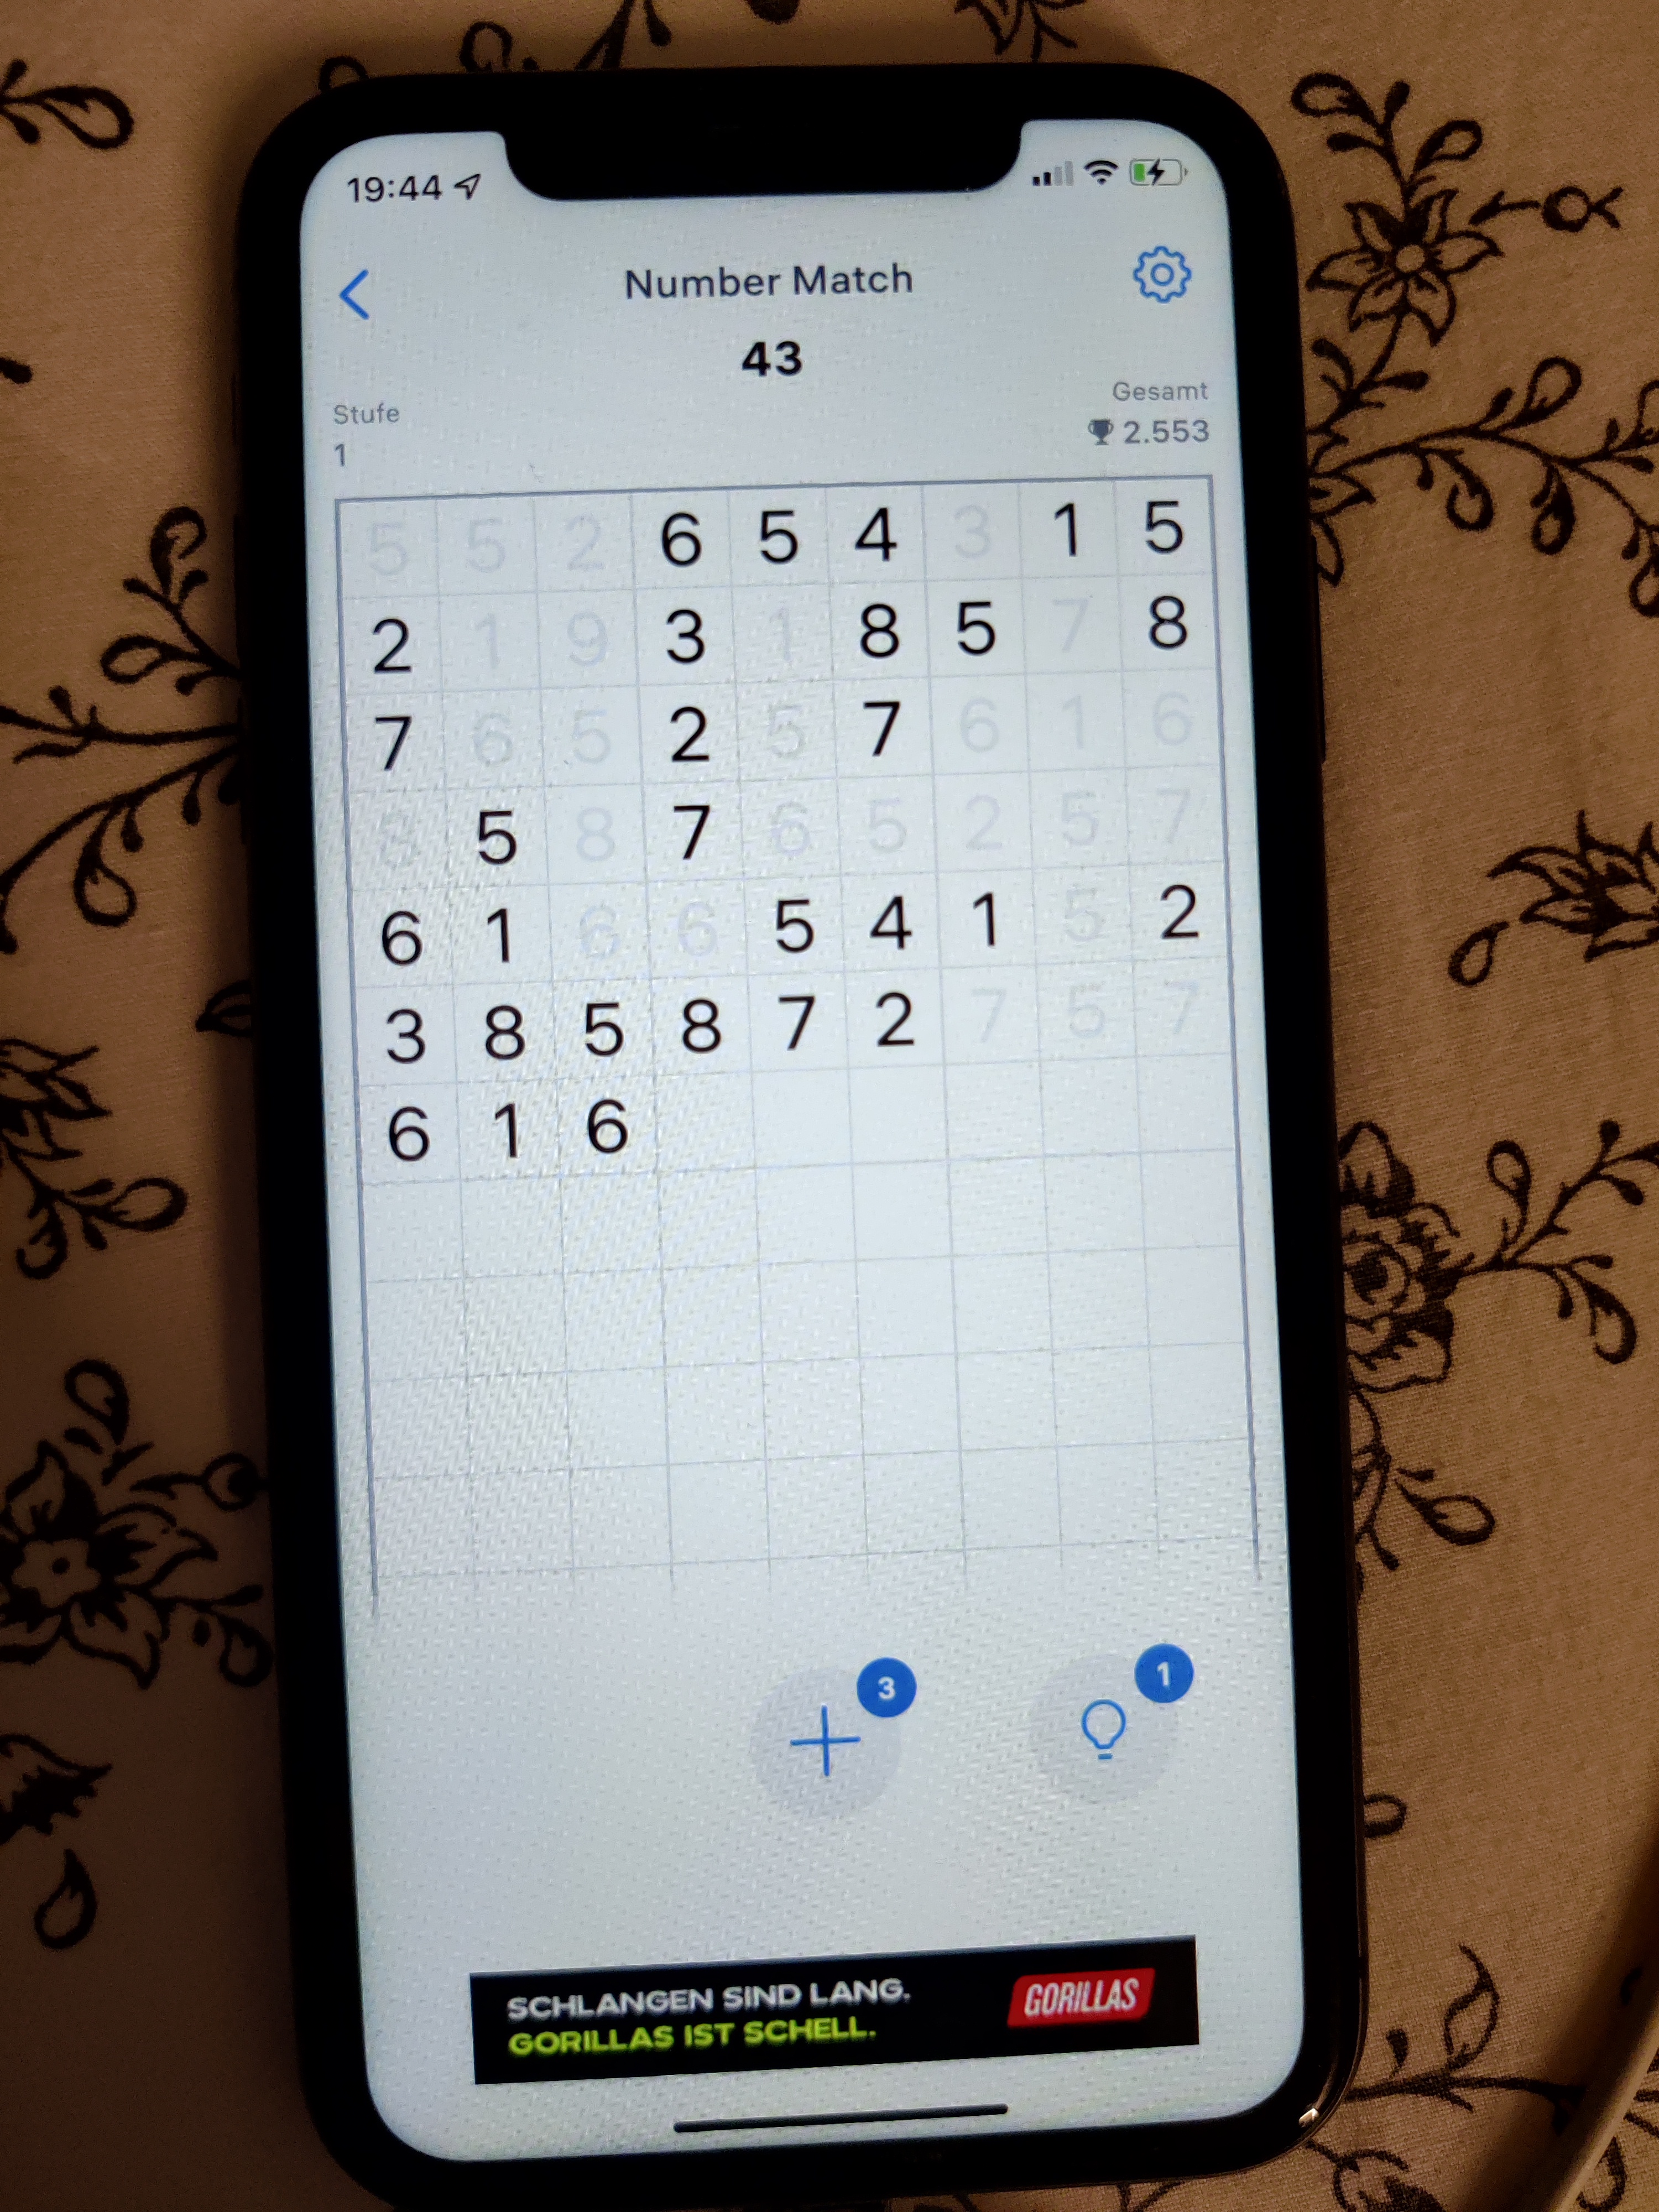 19:44
Number Match
43
Stufe
1
Gesamt
2.553
5 5 2 6 5 4 3 1 5
2 1 9 3 1 8 5 7 8
7 6 5 2 5 7 6 1 6
8 5 8 7 6 5 2 5 7
6 1 6 6 5 4 1 5 2
3 8 5 8 7 2 7 5 7
6 1 6
3
1
SCHLANGEN SIND LANG.
GORILLAS IST SCHELL.
GORILLAS